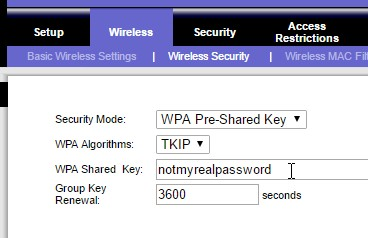 Setup Wireless Security Access Restrictions
Basic Wireless Settings | Wireless Security | Wireless MAC
Security Mode: WPA Pre-Shared Key
WPA Algorithms: TKIP
WPA Shared Key: notmyrealpassword
Group Key Renewal: 3600 seconds